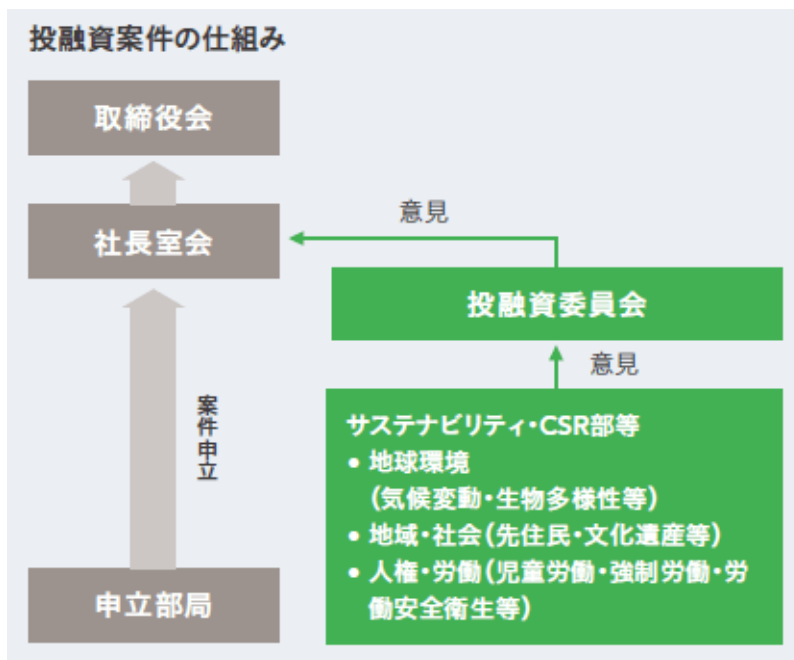 投融資案件の仕組み
取締役会
社長室会
意見
投融資委員会
意見
案件申立
サステナビリティ・CSR部等
• 地球環境
(気候変動・生物多様性等)
• 地域・社会(先住民・文化遺産等)
• 人権・労働(児童労働・強制労働・労
働安全衛生等)
申立部局